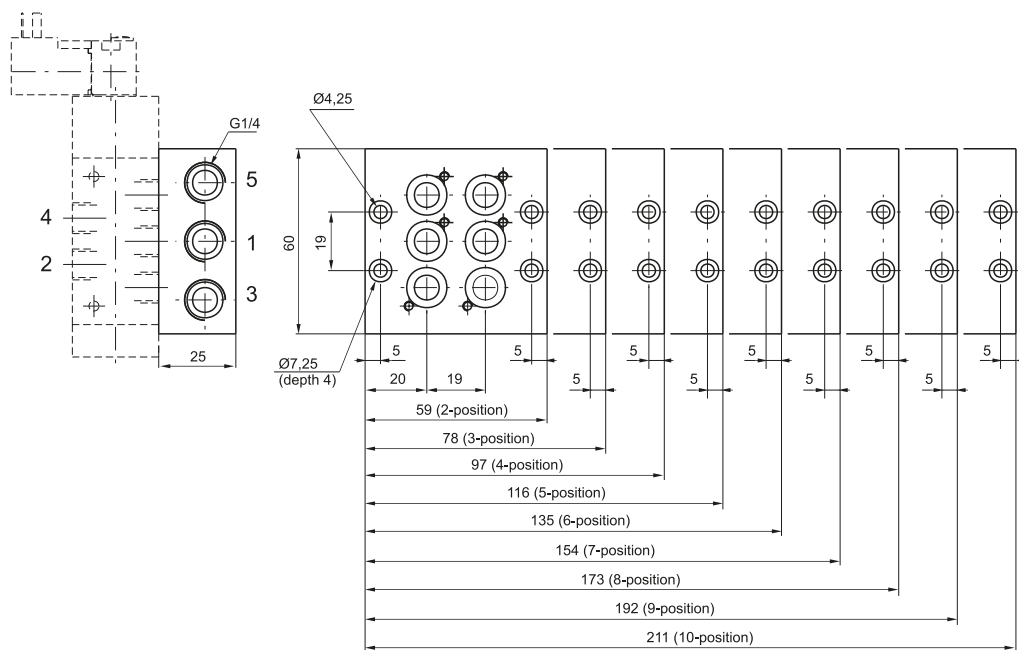 Ø4,25
G1/4
5
4
1
2
3
60
19
25
Ø7,25
(depth 4)
5
5
5
5
5
5
20
19
5
5
5
5
59 (2-position)
78 (3-position)
97 (4-position)
116 (5-position)
135 (6-position)
154 (7-position)
173 (8-position)
192 (9-position)
211 (10-position)